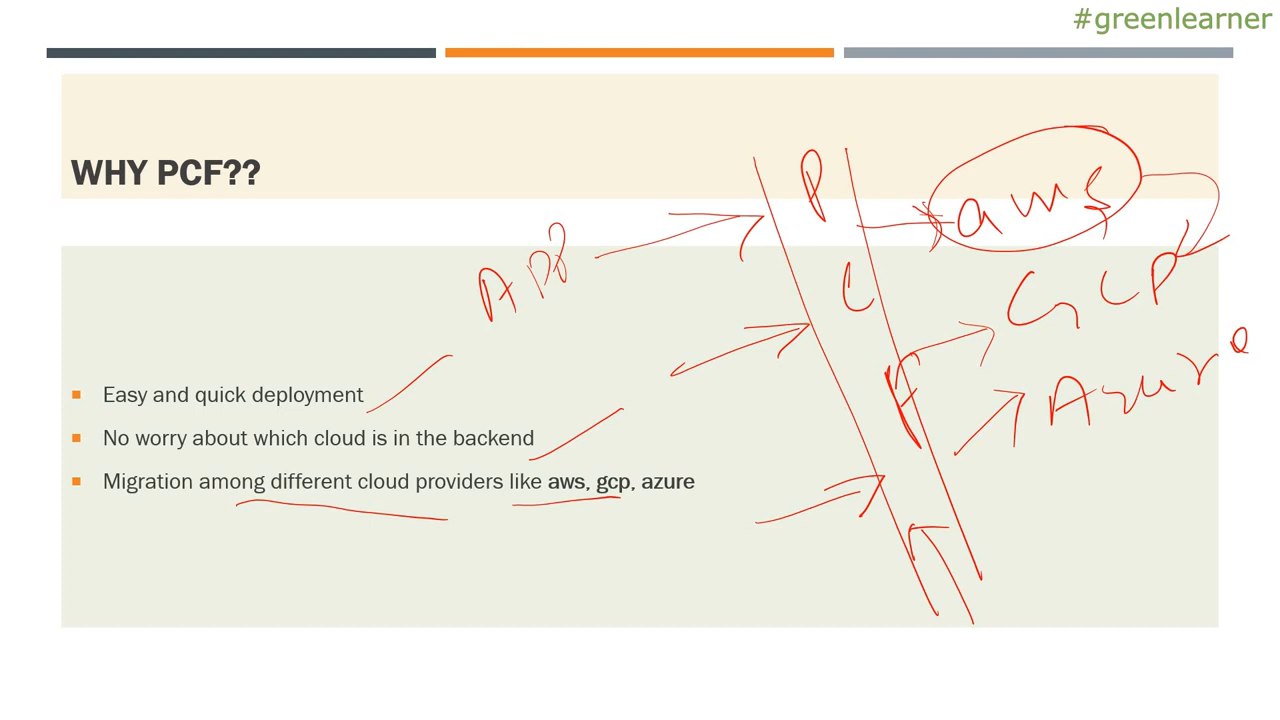 #greenlearner
WHY PCF??
P
aws
App
C
GCP
F
Azure
Easy and quick deployment
No worry about which cloud is in the backend
Migration among different cloud providers like aws, gcp, azure